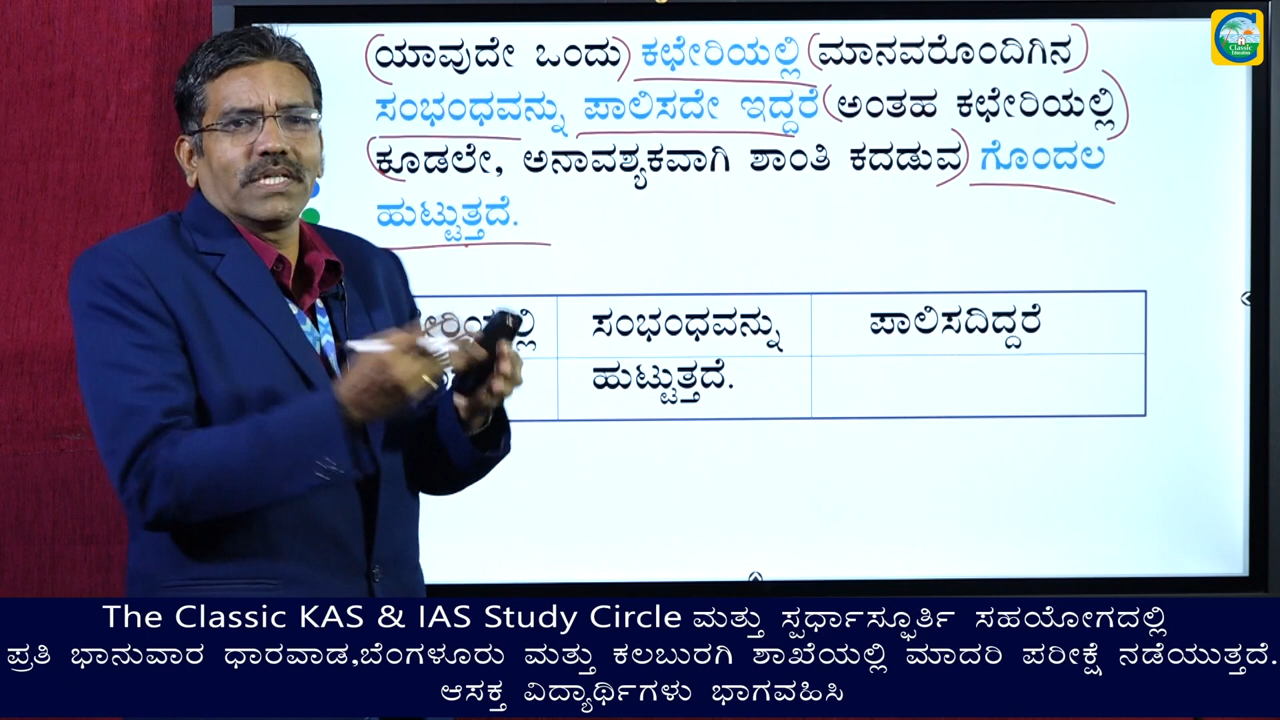 (ಯಾವುದೇ ಒಂದು) ಕಛೇರಿಯಲ್ಲಿ (ಮಾನವರೊಂದಿಗಿನ)
ಸಂಭಂಧವನ್ನು ಪಾಲಿಸದೇ ಇದ್ದರೆ (ಅಂತಹ ಕಛೇರಿಯಲ್ಲಿ)
(ಕೂಡಲೇ, ಅನಾವಶ್ಯಕವಾಗಿ ಶಾಂತಿ ಕದಡುವ) ಗೊಂದಲ
ಹುಟ್ಟುತ್ತದೆ.
ಸಂಭಂಧವನ್ನು ಪಾಲಿಸದಿದ್ದರೆ
ಹುಟ್ಟುತ್ತದೆ.
Classic
Education
The Classic KAS & IAS Study Circle ಮತ್ತು ಸ್ಪರ್ಧಾಸ್ಫೂರ್ತಿ ಸಹಯೋಗದಲ್ಲಿ
ಪ್ರತಿ ಭಾನುವಾರ ಧಾರವಾಡ,ಬೆಂಗಳೂರು ಮತ್ತು ಕಲಬುರಗಿ ಶಾಖೆಯಲ್ಲಿ ಮಾದರಿ ಪರೀಕ್ಷೆ ನಡೆಯುತ್ತದೆ.
ಆಸಕ್ತ ವಿದ್ಯಾರ್ಥಿಗಳು ಭಾಗವಹಿಸಿ